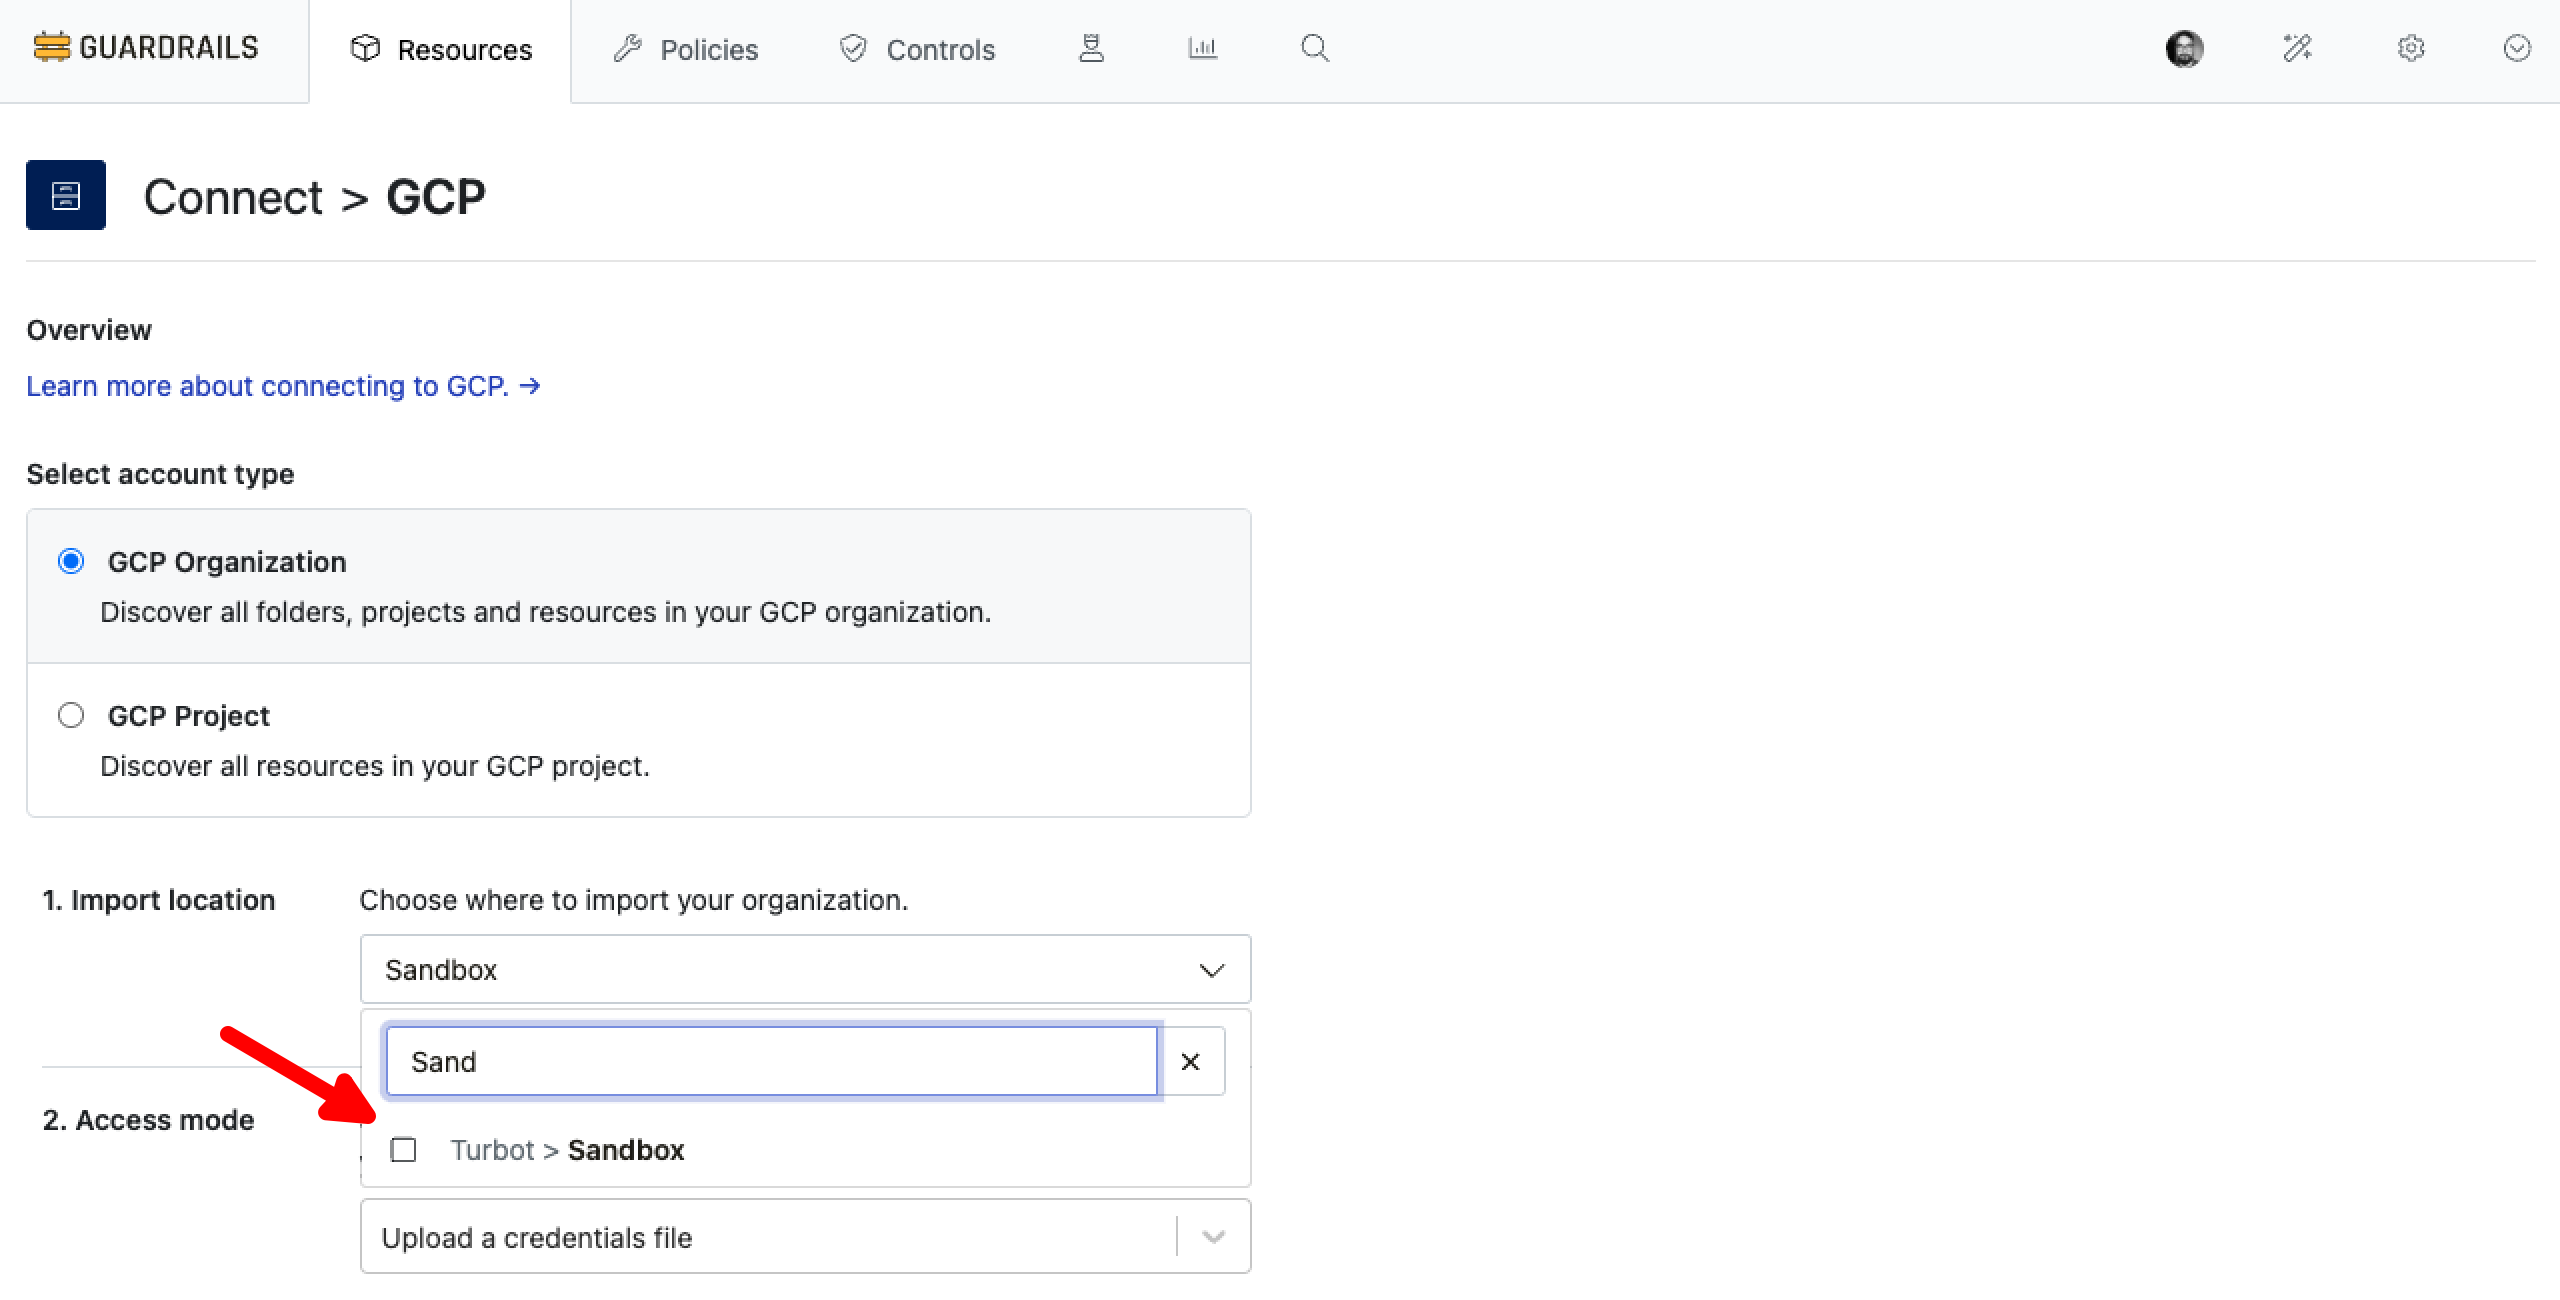 GUARDRAILS
Resources
Policies
Controls
Connect > GCP
Overview
Learn more about connecting to GCP. →
Select account type
GCP Organization
Discover all folders, projects and resources in your GCP organization.
GCP Project
Discover all resources in your GCP project.
1. Import location
Choose where to import your organization.
Sandbox
Sand
2. Access mode
Turbot > Sandbox
Upload a credentials file